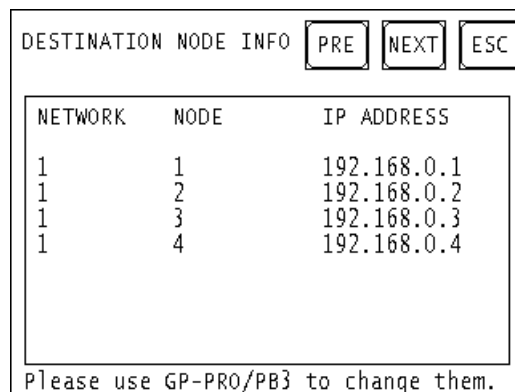 DESTINATION NODE INFO PRE NEXT ESC
NETWORK NODE IP ADDRESS
1 1 192.168.0.1
1 2 192.168.0.2
1 3 192.168.0.3
1 4 192.168.0.4
Please use GP-PRO/PB3 to change them.